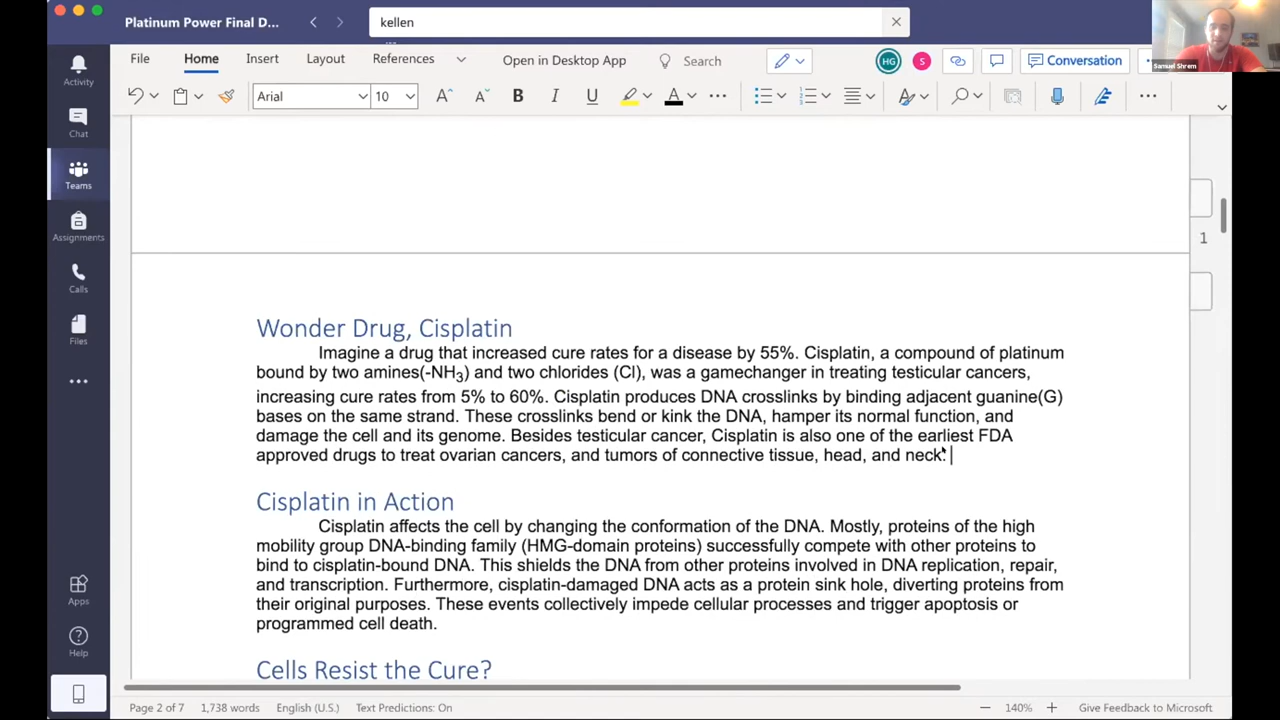 Platinum Power Final D...
kellen
Samuel Shrem
File
Home
Insert
Layout
References
Open in Desktop App
Search
HG
S
Conversation
Arial
10
Activity
Chat
Teams
Assignments
Calls
Files
Apps
Help
1
Wonder Drug, Cisplatin
Imagine a drug that increased cure rates for a disease by 55%. Cisplatin, a compound of platinum
bound by two amines(-NH3) and two chlorides (Cl), was a gamechanger in treating testicular cancers,
increasing cure rates from 5% to 60%. Cisplatin produces DNA crosslinks by binding adjacent guanine(G)
bases on the same strand. These crosslinks bend or kink the DNA, hamper its normal function, and
damage the cell and its genome. Besides testicular cancer, Cisplatin is also one of the earliest FDA
approved drugs to treat ovarian cancers, and tumors of connective tissue, head, and neck.
Cisplatin in Action
Cisplatin affects the cell by changing the conformation of the DNA. Mostly, proteins of the high
mobility group DNA-binding family (HMG-domain proteins) successfully compete with other proteins to
bind to cisplatin-bound DNA. This shields the DNA from other proteins involved in DNA replication, repair,
and transcription. Furthermore, cisplatin-damaged DNA acts as a protein sink hole, diverting proteins from
their original purposes. These events collectively impede cellular processes and trigger apoptosis or
programmed cell death.
Cells Resist the Cure?
Page 2 of 7
1,738 words
English (U.S.)
Text Predictions: On
140%
Give Feedback to Microsoft